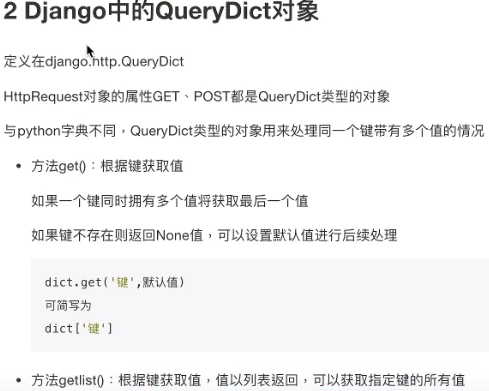 2 Django中的QueryDict对象
定义在django.http.QueryDict
HttpRequest对象的属性GET、POST都是QueryDict类型的对象
与python字典不同，QueryDict类型的对象用来处理同一个键带有多个值的情况
• 方法get()：根据键获取值
如果一个键同时拥有多个值将获取最后一个值
如果键不存在则返回None值，可以设置默认值进行后续处理
dict.get('键',默认值)
可简写为
dict['键']
• 方法getlist()：根据键获取值，值以列表返回，可以获取指定键的所有值